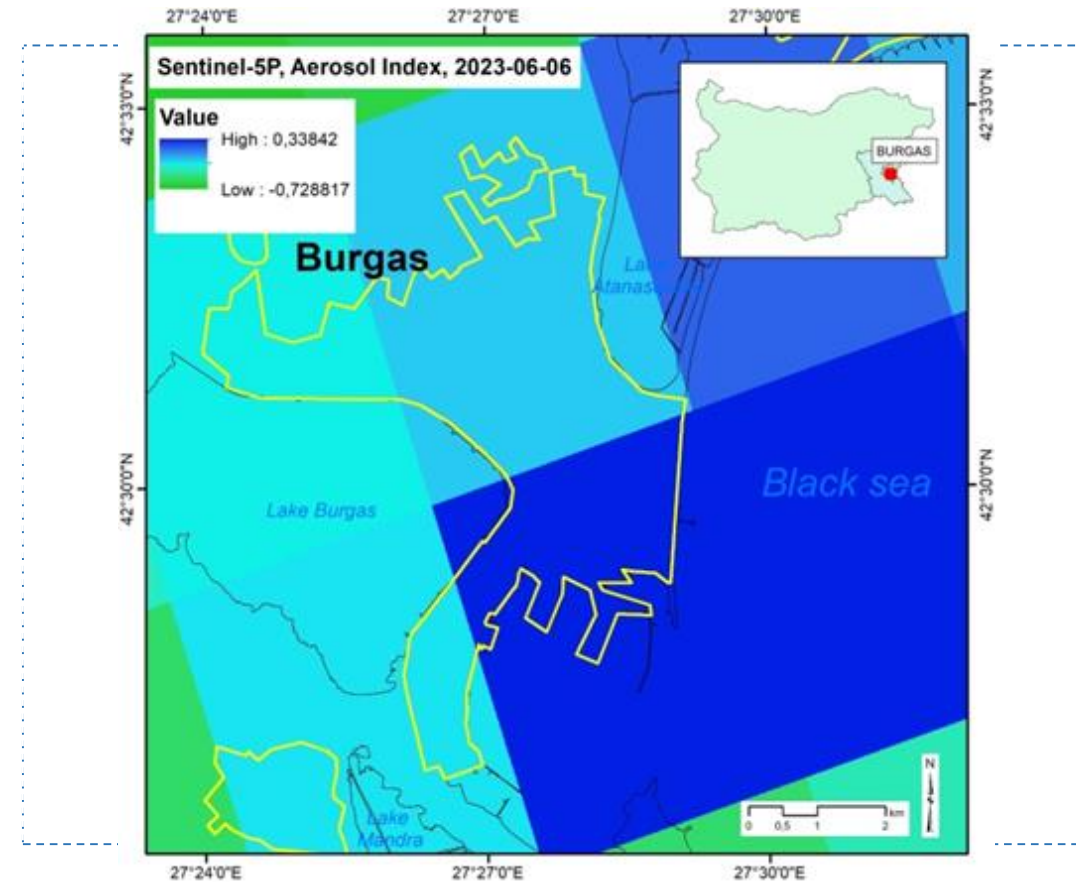 27°24'0"E
27°27'0"E
27°30'0"E
Sentinel-5P, Aerosol Index, 2023-06-06
42°33'0"N
42°33'0"N
Value
High : 0,33842
Low : -0,728817
BURGAS
Burgas
Lake
Atanas
42°30'0"N
42°30'0"N
Black sea
Lake Burgas
N
S
km
0 0.5 1 2
Lake
Mandra
27°24'0"E
27°27'0"E
27°30'0"E